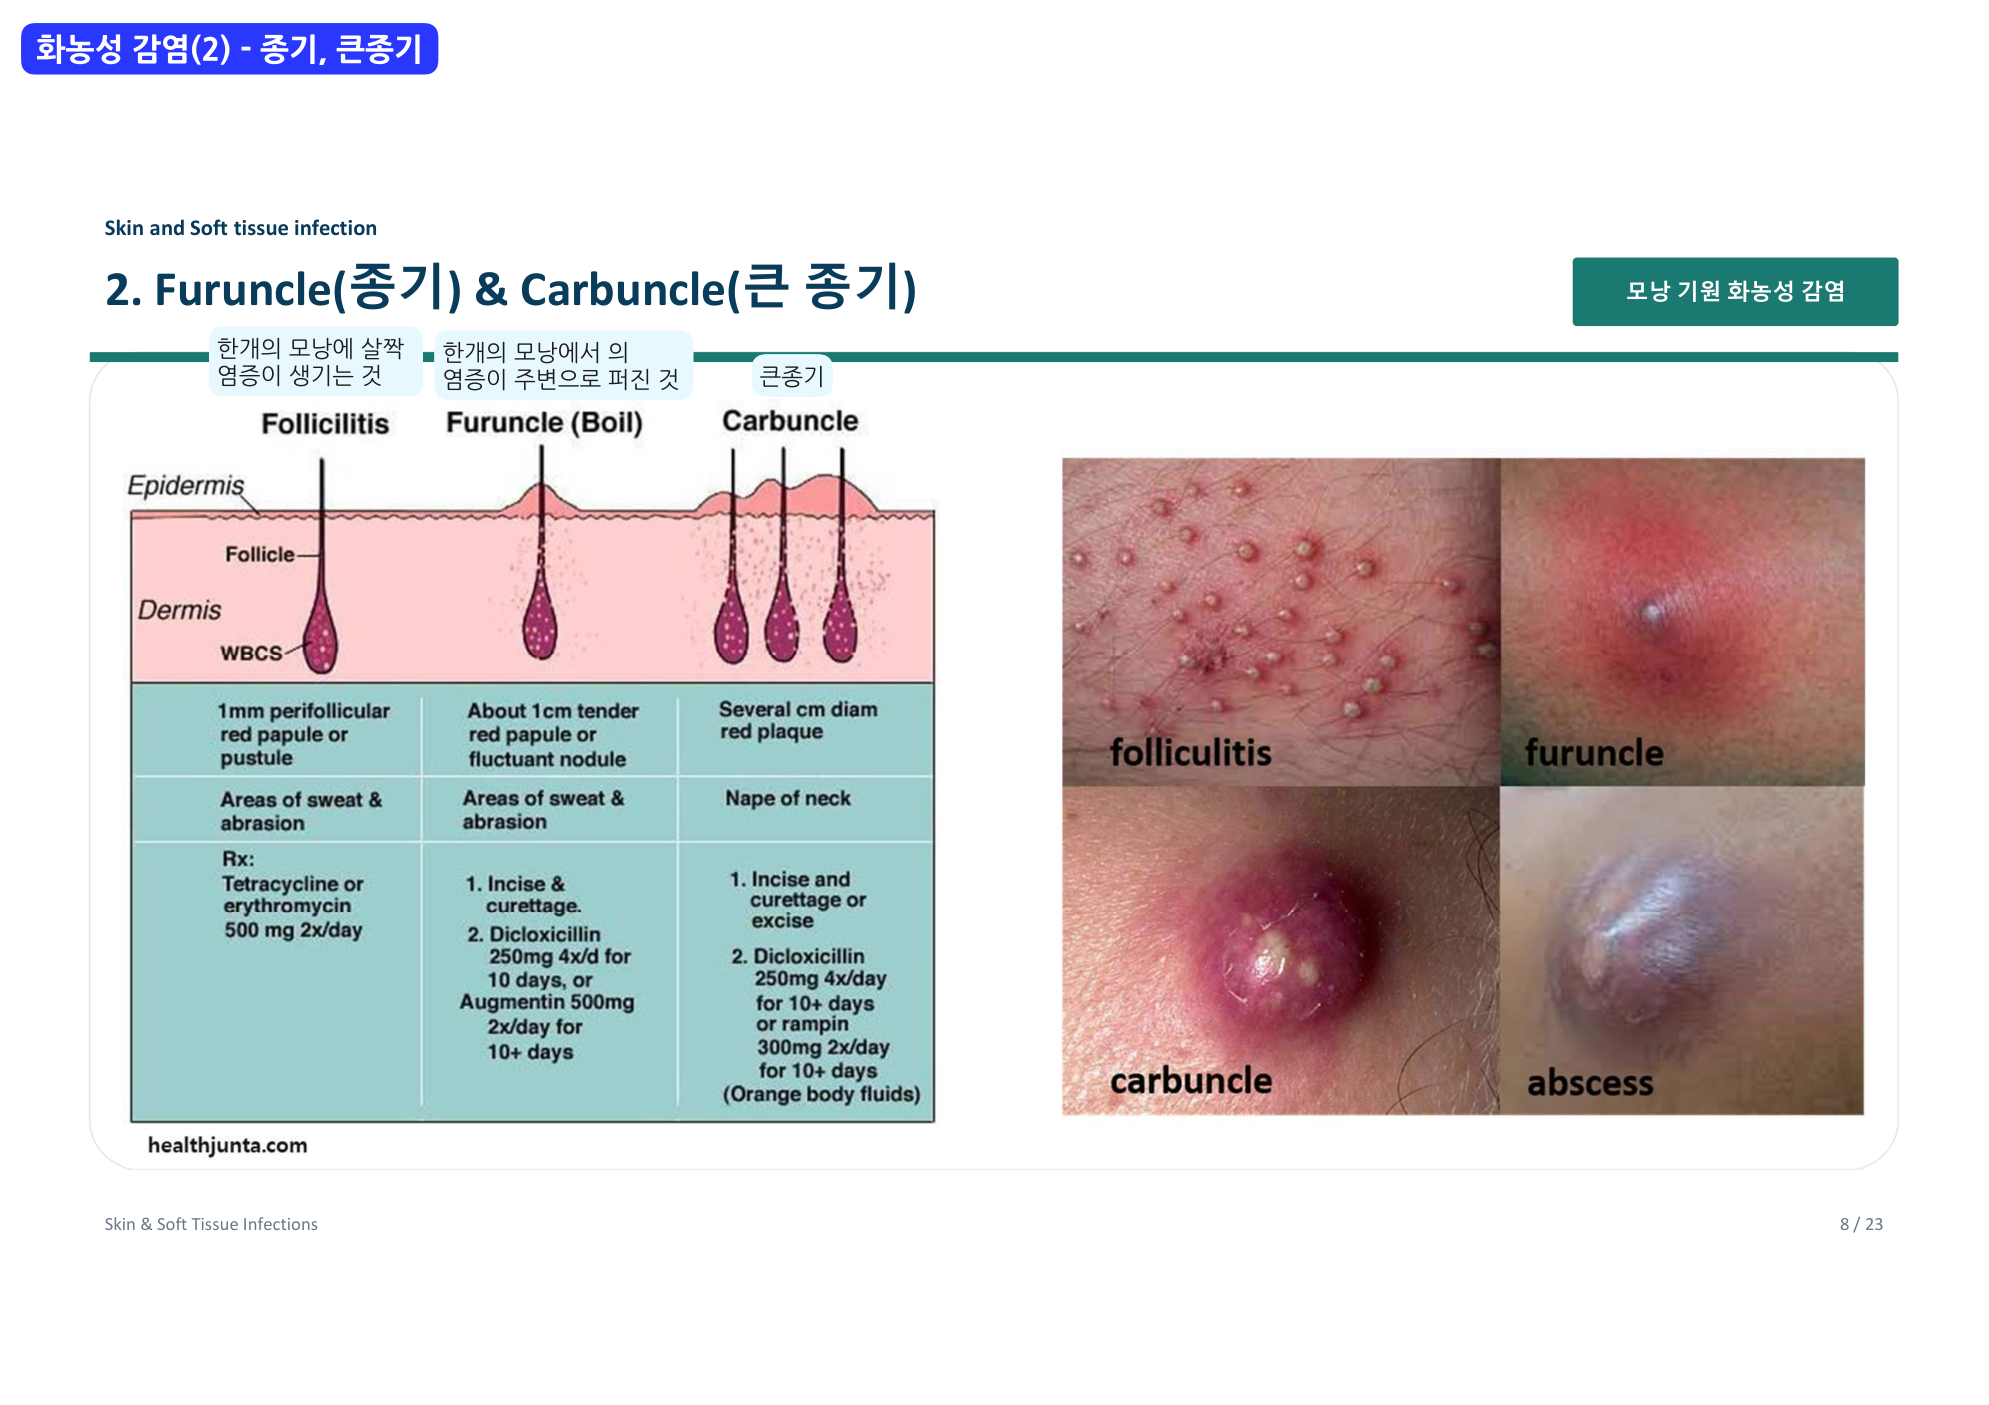 화농성 감염(2) - 종기, 큰종기
Skin and Soft tissue infection
2. Furuncle(종기) & Carbuncle(큰 종기)
모낭 기원 화농성 감염
한개의 모낭에 살짝
염증이 생기는 것
한개의 모낭에서 의
염증이 주변으로 퍼진 것
큰종기
Follicilitis
Furuncle (Boil)
Carbuncle
Epidermis
Follicle
Dermis
WBCS
1mm perifollicular
red papule or
pustule
About 1cm tender
red papule or
fluctuant nodule
Several cm diam
red plaque
Areas of sweat &
abrasion
Areas of sweat &
abrasion
Nape of neck
Rx:
Tetracycline or
erythromycin
500 mg 2x/day
1. Incise &
curettage.
2. Dicloxicillin
250mg 4x/d for
10 days, or
Augmentin 500mg
2x/day for
10+ days
1. Incise and
curettage or
excise
2. Dicloxicillin
250mg 4x/day
for 10+ days
or rampin
300mg 2x/day
for 10+ days
(Orange body fluids)
healthjunta.com
folliculitis
furuncle
carbuncle
abscess
Skin & Soft Tissue Infections
8 / 23